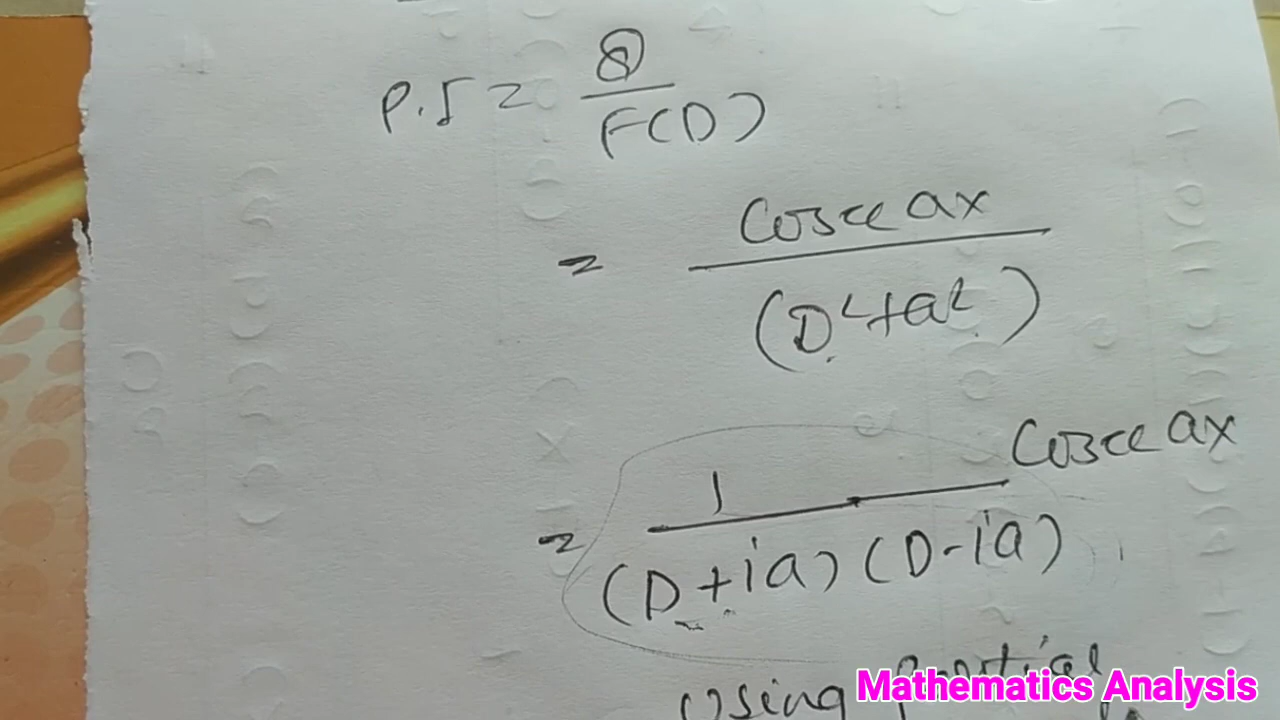 P.I = Q / F(D)
= Cosec ax / (D²+a²)
= 1 / (D+ia)(D-ia) Cosec ax
Using Partial
Mathematics Analysis